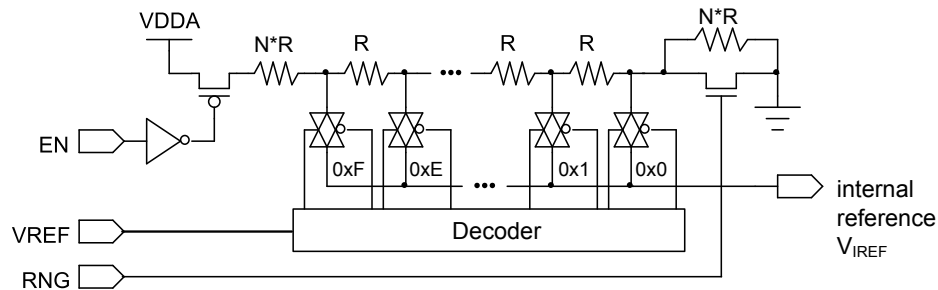 VDDA
N*R
R
R
R
N*R
EN
0xF
0xE
•••
0x1
0x0
•••
internal
reference
VIREF
VREF
Decoder
RNG